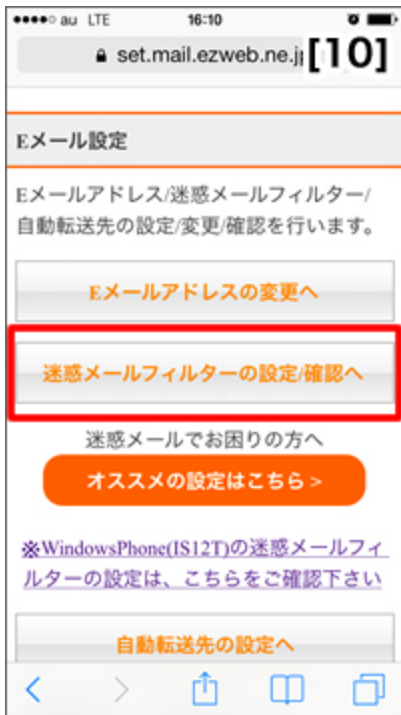 au LTE 16:10
set.mail.ezweb.ne.j
[10]
Eメール設定
Eメールアドレス/迷惑メールフィルター/
自動転送先の設定/変更/確認を行います。
Eメールアドレスの変更へ
迷惑メールフィルターの設定/確認へ
迷惑メールでお困りの方へ
オススメの設定はこちら >
※WindowsPhone(IS12T)の迷惑メールフィ
ルターの設定は、こちらをご確認下さい
自動転送先の設定へ